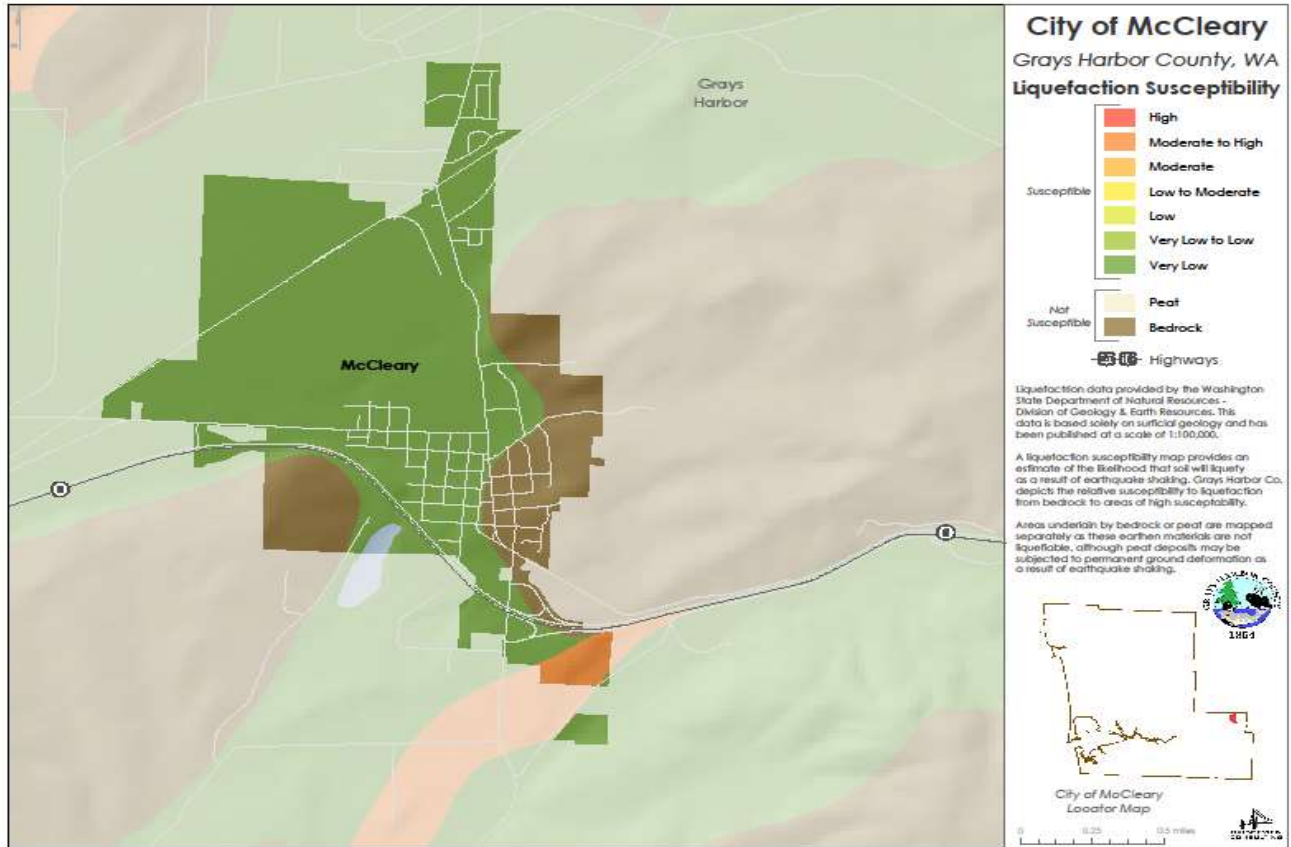 Grays
Harbor
McCleary
City of McCleary
Grays Harbor County, WA
Liquefaction Susceptibility
High
Moderate to High
Moderate
Susceptible
Low to Moderate
Low
Very Low to Low
Very Low
Peat
Not
Susceptible
Bedrock
Highways
Liquefaction data provided by the Washington
State Department of Natural Resources -
Division of Geology & Earth Resources. This
data is based solely on surficial geology and has
been published at a scale of 1:100,000.
A liquefaction susceptibility map provides an
estimate of the likelihood that soil will liquefy
as a result of earthquake shaking. Grays Harbor Co.
depicts the relative susceptibility to liquefaction
from bedrock to areas of high susceptability.
Areas underlain by bedrock or peat are mapped
separately as these earthen materials are not
liquefiable, although peat deposits may be
subjected to permanent ground deformation as
a result of earthquake shaking.
City of McCleary
Locator Map
0 0.25 0.5 miles